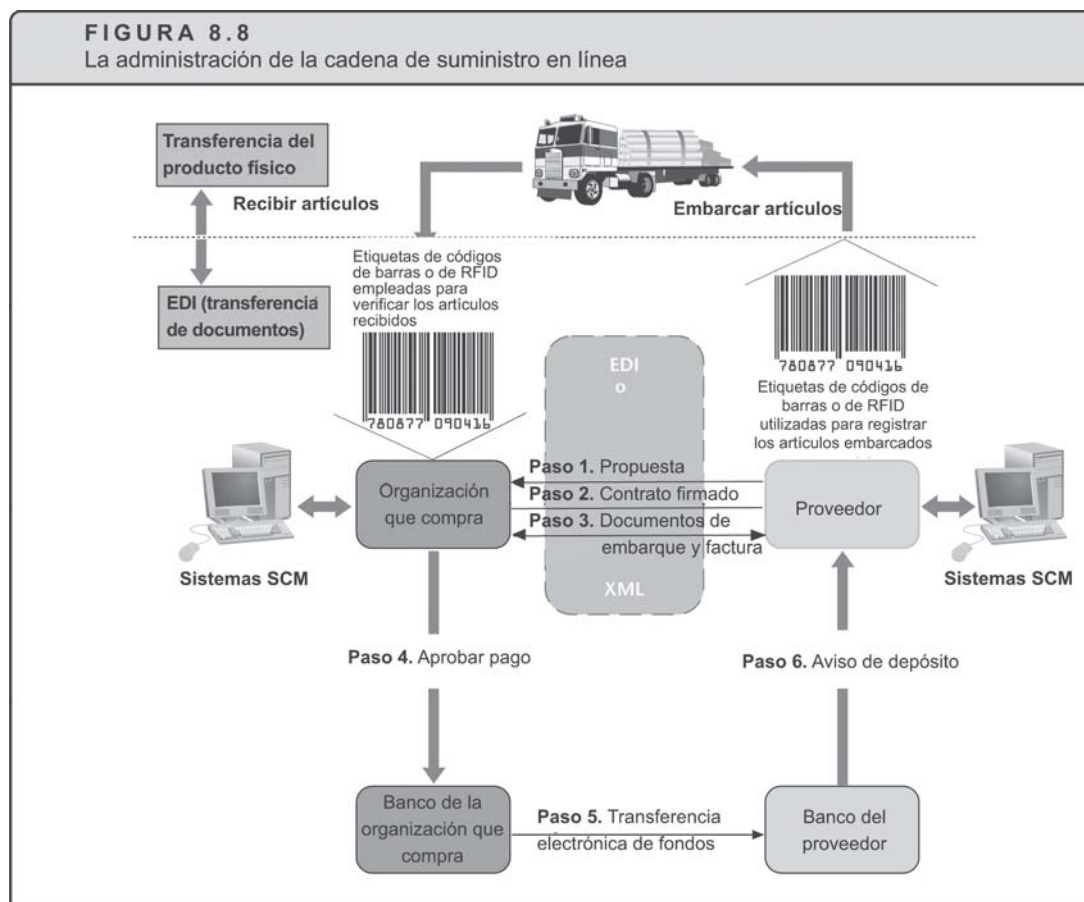 FIGURA 8.8
La administración de la cadena de suministro en línea
Transferencia del
producto físico
Recibir artículos
Embarcar artículos
EDI (transferencia
de documentos)
Etiquetas de códigos
de barras o de RFID
empleadas para
verificar los artículos
recibidos
780877 090416
780877 090416
Etiquetas de códigos de
barras o de RFID
utilizadas para registrar
los artículos embarcados
EDI
o
XML
Organización
que compra
Paso 1. Propuesta
Paso 2. Contrato firmado
Paso 3. Documentos de
embarque y factura
Proveedor
Sistemas SCM
Sistemas SCM
Paso 4. Aprobar pago
Paso 6. Aviso de depósito
Banco de la
organización que
compra
Paso 5. Transferencia
electrónica de fondos
Banco del
proveedor